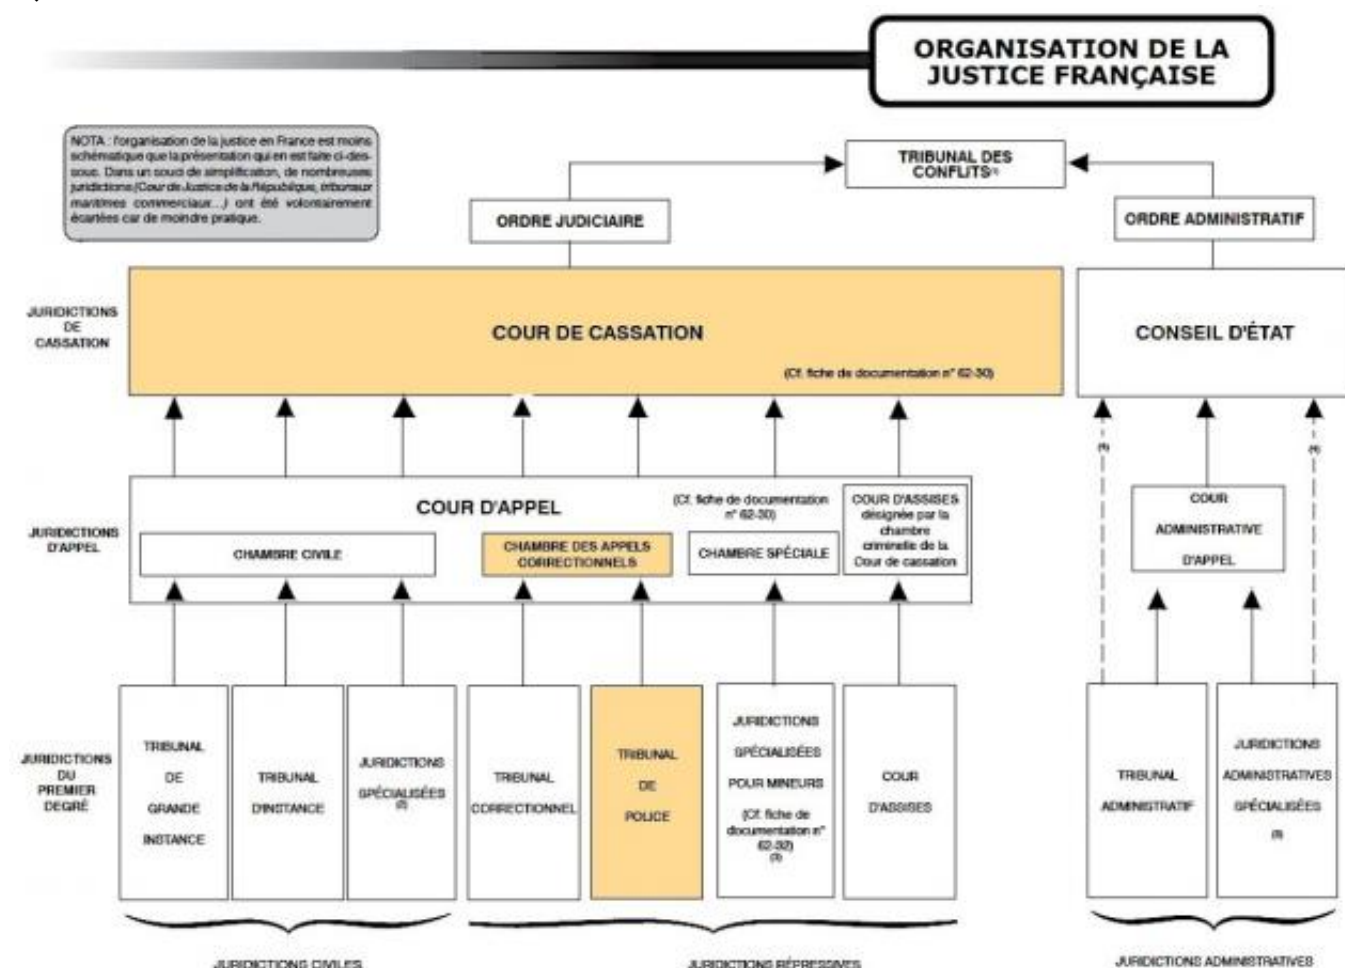 ORGANISATION DE LA
JUSTICE FRANÇAISE
NOTA : l'organisation de la justice en France est moins
schématique que la présentation qui en est faite ci-des-
sous. Dans un souci de simplification, de nombreuses
juridictions (Cour de Justice de la République, tribunaux
maritimes commerciaux...) ont été volontairement
écartées car de moindre pratique.
TRIBUNAL DES
CONFLITS
ORDRE JUDICIAIRE
ORDRE ADMINISTRATIF
JURIDICTIONS
DE
CASSATION
COUR DE CASSATION
(Cf. fiche de documentation n° 62-30)
CONSEIL D'ÉTAT
JURIDICTIONS
D'APPEL
COUR D'APPEL
(Cf. fiche de documentation
n° 62-30)
CHAMBRE CIVILE
CHAMBRE DES APPELS
CORRECTIONNELS
CHAMBRE SPÉCIALE
COUR D'ASSISES
désignée par la
chambre
criminelle de la
Cour de cassation
(4)
(4)
COUR
ADMINISTRATIVE
D'APPEL
JURIDICTIONS
DU
PREMIER
DEGRÉ
TRIBUNAL
DE
GRANDE
INSTANCE
TRIBUNAL
D'INSTANCE
JURIDICTIONS
SPÉCIALISÉES
(2)
TRIBUNAL
CORRECTIONNEL
TRIBUNAL
DE
POLICE
JURIDICTIONS
SPÉCIALISÉES
POUR MINEURS
(Cf. fiche de
documentation n°
62-32)
(3)
COUR
D'ASSISES
TRIBUNAL
ADMINISTRATIF
JURIDICTIONS
ADMINISTRATIVES
SPÉCIALISÉES
JURIDICTIONS CIVILES
JURIDICTIONS RÉPRESSIVES
JURIDICTIONS ADMINISTRATIVES